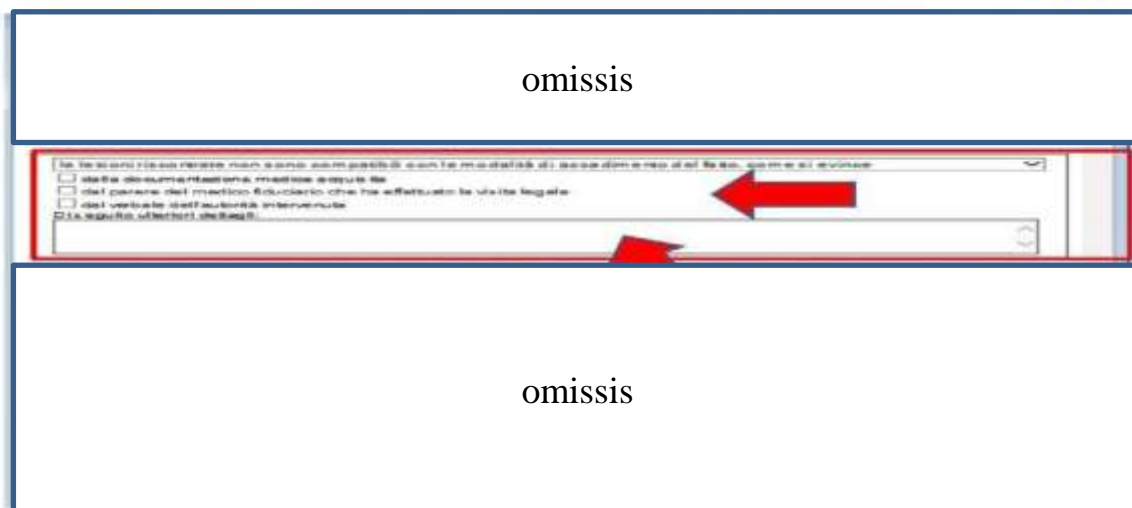 omissis
le lesioni riscontrate non sono compatibili con le modalità di accadimento del fatto, come si evince
dalla documentazione medica acquisita
dal parere del medico fiduciario che ha effettuato la visita legale
dal verbale dell'autorità intervenuta
Di seguito ulteriori dettagli:
omissis